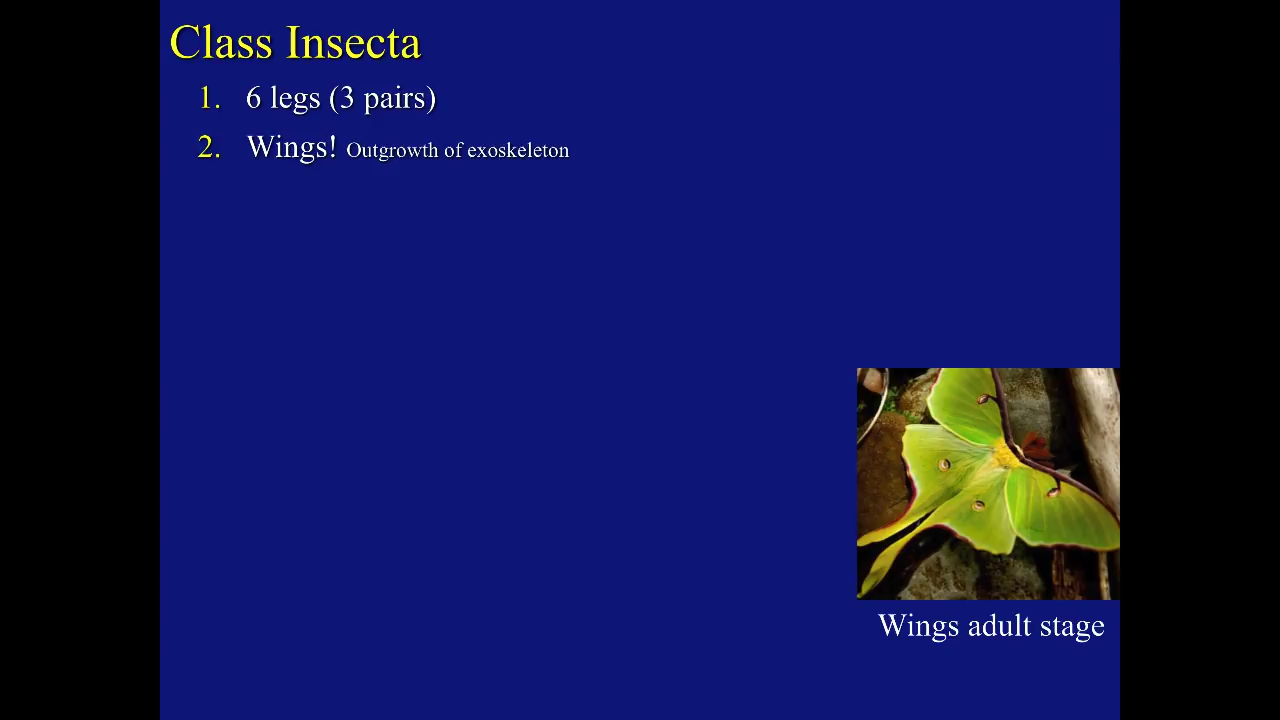 Class Insecta
1. 6 legs (3 pairs)
2. Wings! Outgrowth of exoskeleton
Wings adult stage